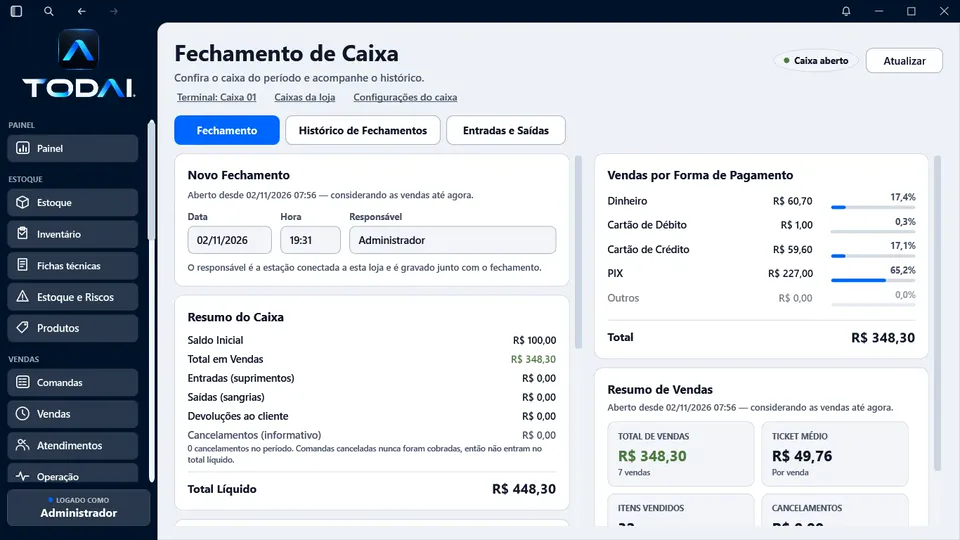 TODAI.
PAINEL
Painel
ESTOQUE
Estoque
Inventário
Fichas técnicas
Estoque e Riscos
Produtos
VENDAS
Comandas
Vendas
Atendimentos
Operação
LOGADO COMO
Administrador
Fechamento de Caixa
Confira o caixa do período e acompanhe o histórico.
Terminal: Caixa 01 Caixas da loja Configurações do caixa
Caixa aberto
Atualizar
Fechamento Histórico de Fechamentos Entradas e Saídas
Novo Fechamento
Aberto desde 02/11/2026 07:56 — considerando as vendas até agora.
Data Hora Responsável
02/11/2026 19:31 Administrador
O responsável é a estação conectada a esta loja e é gravado junto com o fechamento.
Resumo do Caixa
Saldo Inicial R$ 100,00
Total em Vendas R$ 348,30
Entradas (suprimentos) R$ 0,00
Saídas (sangrias) R$ 0,00
Devoluções ao cliente R$ 0,00
Cancelamentos (informativo) R$ 0,00
0 cancelamentos no período. Comandas canceladas nunca foram cobradas, então não entram no
total líquido.
Total Líquido R$ 448,30
Vendas por Forma de Pagamento
Dinheiro R$ 60,70 17,4%
Cartão de Débito R$ 1,00 0,3%
Cartão de Crédito R$ 59,60 17,1%
PIX R$ 227,00 65,2%
Outros R$ 0,00 0,0%
Total R$ 348,30
Resumo de Vendas
Aberto desde 02/11/2026 07:56 — considerando as vendas até agora.
TOTAL DE VENDAS TICKET MÉDIO
R$ 348,30 R$ 49,76
7 vendas Por venda
ITENS VENDIDOS CANCELAMENTOS